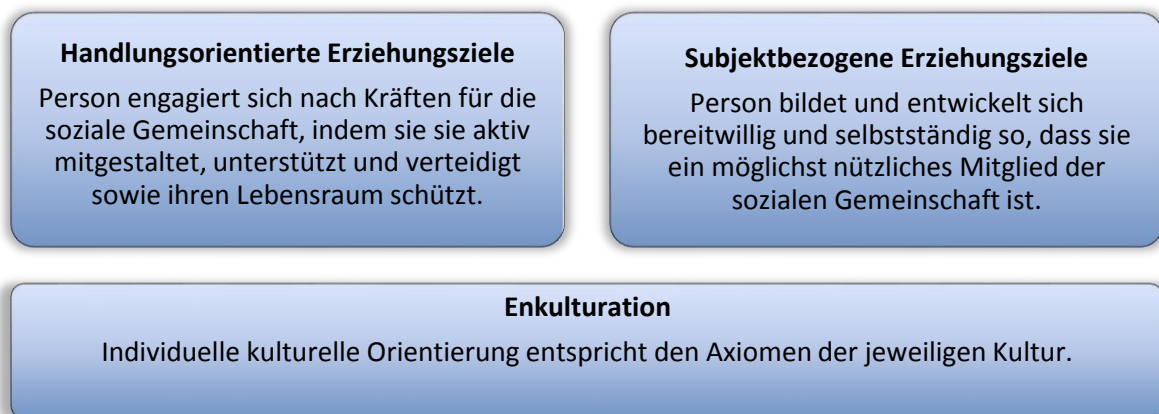 Handlungsorientierte Erziehungsziele
Person engagiert sich nach Kräften für die
soziale Gemeinschaft, indem sie sie aktiv
mitgestaltet, unterstützt und verteidigt
sowie ihren Lebensraum schützt.
Subjektbezogene Erziehungsziele
Person bildet und entwickelt sich
bereitwillig und selbstständig so, dass sie
ein möglichst nützliches Mitglied der
sozialen Gemeinschaft ist.
Enkulturation
Individuelle kulturelle Orientierung entspricht den Axiomen der jeweiligen Kultur.